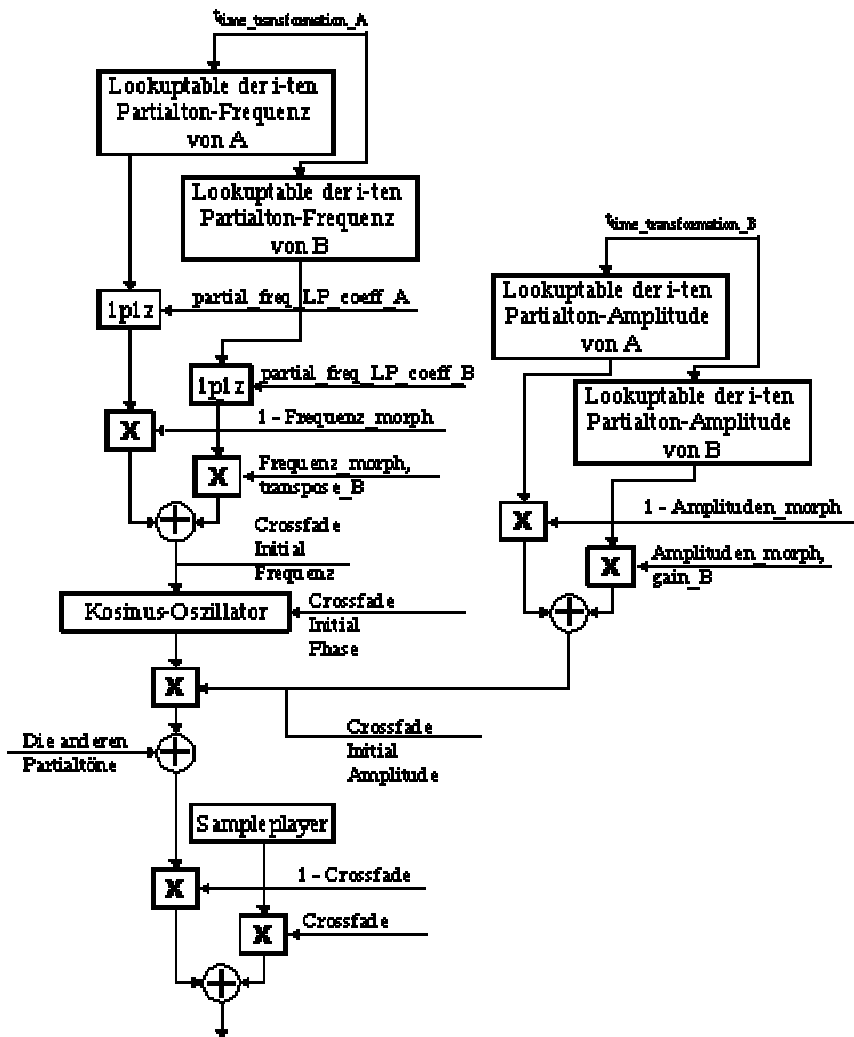 time_transformation_A
Lookuptable der i-ten
Partialton-Frequenz
von A
Lookuptable der i-ten
Partialton-Frequenz
von B
1p1z
partial_freq_LP_coeff_A
1p1z
partial_freq_LP_coeff_B
X
1 - Frequenz_morph
X
Frequenz_morph,
transpose_B
+
Crossfade
Initial
Frequenz
Kosinus-Oszillator
Crossfade
Initial
Phase
time_transformation_B
Lookuptable der i-ten
Partialton-Amplitude
von A
Lookuptable der i-ten
Partialton-Amplitude
von B
X
1 - Amplituden_morph
X
Amplituden_morph,
gain_B
+
X
Crossfade
Initial
Amplitude
Die anderen
Partialtöne
+
Sampleplayer
X
1 - Crossfade
X
Crossfade
+